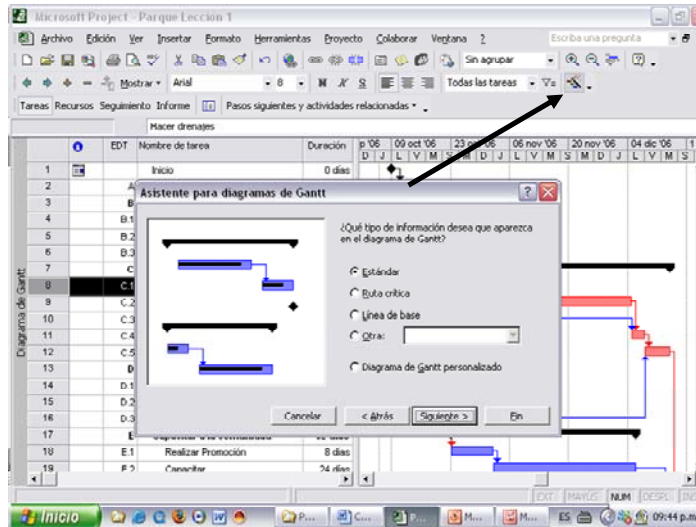 Microsoft Project - Parque Leccion 1
Archivo Edición Ver Insertar Formato Herramientas Proyecto Colaborar Ventana ? Escriba una pregunta
Sin agrupar
Mostrar Arial 8 N X S Todas las tareas
Tareas Recursos Seguimiento Informe Pasos siguientes y actividades relacionadas
Hacer drenajes
EDT Nombre de tarea Duración p '06 09 oct '06 23 oct '06 06 nov '06 20 nov '06 04 dic '06
D J L V M S M D J L V M S M D J L V M S
1 Inicio 0 días
2 A
3 B
4 B.1
5 B.2
6 B.3
7 C
8 C.1
9 C.2
10 C.3
11 C.4
12 C.5
13 D
14 D.1
15 D.2
16 D.3
17 E
18 E.1 Realizar Promoción 8 días
19 E.2 Capacitar 24 días
Diagrama de Gantt
Asistente para diagramas de Gantt
¿Qué tipo de información desea que aparezca
en el diagrama de Gantt?
Estándar
Ruta crítica
Línea de base
Otra:
Diagrama de Gantt personalizado
Cancelar < Atrás Siguiente > Fin
EXT MAYÚS NUM DESPL
Inicio P... C... P... M... M... ES 09:44 p.m.